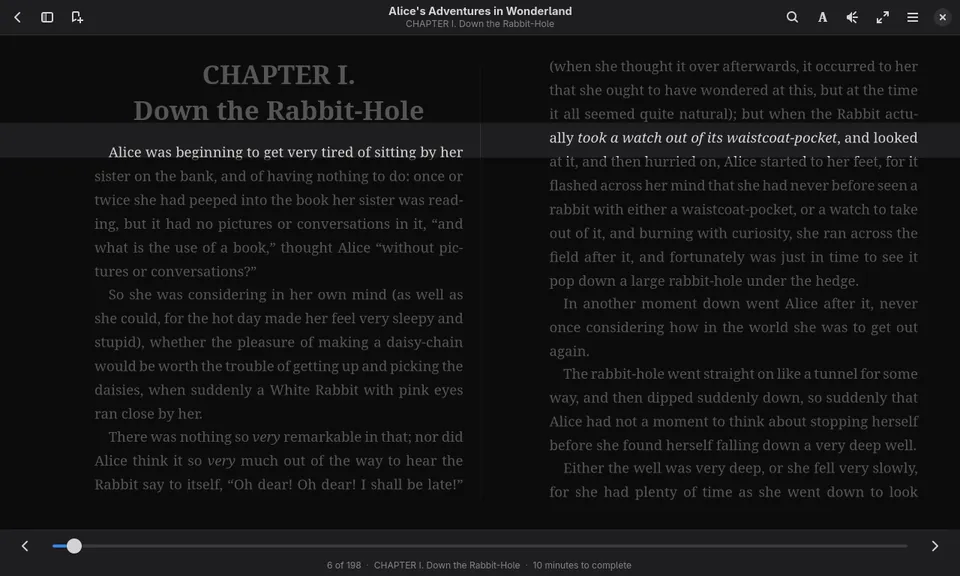 Alice's Adventures in Wonderland
CHAPTER I. Down the Rabbit-Hole
CHAPTER I.
Down the Rabbit-Hole
Alice was beginning to get very tired of sitting by her
sister on the bank, and of having nothing to do: once or
twice she had peeped into the book her sister was read-
ing, but it had no pictures or conversations in it, “and
what is the use of a book,” thought Alice “without pic-
tures or conversations?”
So she was considering in her own mind (as well as
she could, for the hot day made her feel very sleepy and
stupid), whether the pleasure of making a daisy-chain
would be worth the trouble of getting up and picking the
daisies, when suddenly a White Rabbit with pink eyes
ran close by her.
There was nothing so very remarkable in that; nor did
Alice think it so very much out of the way to hear the
Rabbit say to itself, “Oh dear! Oh dear! I shall be late!”
(when she thought it over afterwards, it occurred to her
that she ought to have wondered at this, but at the time
it all seemed quite natural); but when the Rabbit actu-
ally took a watch out of its waistcoat-pocket, and looked
at it, and then hurried on, Alice started to her feet, for it
flashed across her mind that she had never before seen a
rabbit with either a waistcoat-pocket, or a watch to take
out of it, and burning with curiosity, she ran across the
field after it, and fortunately was just in time to see it
pop down a large rabbit-hole under the hedge.
In another moment down went Alice after it, never
once considering how in the world she was to get out
again.
The rabbit-hole went straight on like a tunnel for some
way, and then dipped suddenly down, so suddenly that
Alice had not a moment to think about stopping herself
before she found herself falling down a very deep well.
Either the well was very deep, or she fell very slowly,
for she had plenty of time as she went down to look
6 of 198 · CHAPTER I. Down the Rabbit-Hole · 10 minutes to complete